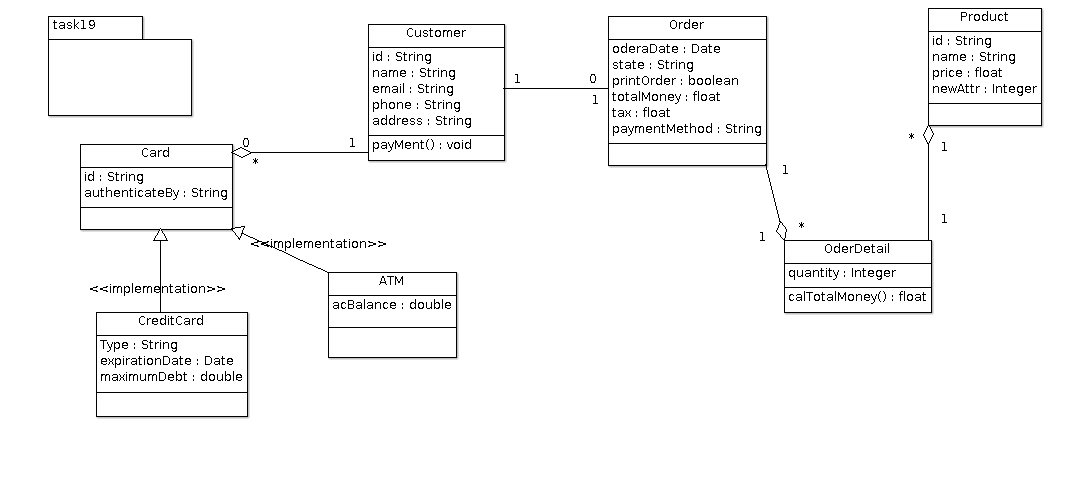 task19
Customer
id : String
name : String
email : String
phone : String
address : String
payMent() : void
Order
oderaDate : Date
state : String
printOrder : boolean
totalMoney : float
tax : float
paymentMethod : String
Product
id : String
name : String
price : float
newAttr : Integer
1
0
1
Card
id : String
authenticateBy : String
0
*
1
*
1
1
1
1
*
OderDetail
quantity : Integer
calTotalMoney() : float
<<implementation>>
<<implementation>>
ATM
acBalance : double
CreditCard
Type : String
expirationDate : Date
maximumDebt : double